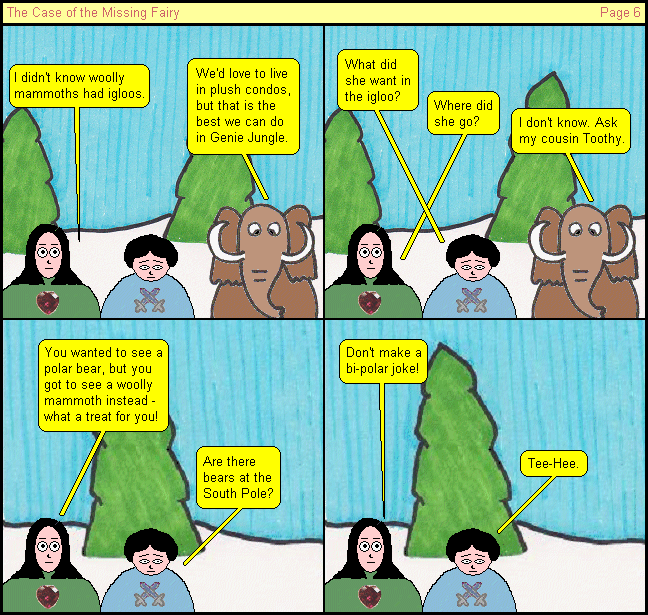 The Case of the Missing Fairy
Page 6
I didn't know woolly
mammoths had igloos.
We'd love to live
in plush condos,
but that is the
best we can do
in Genie Jungle.
What did
she want in
the igloo?
Where did
she go?
I don't know. Ask
my cousin Toothy.
You wanted to see a
polar bear, but you
got to see a woolly
mammoth instead -
what a treat for you!
Are there
bears at the
South Pole?
Don't make a
bi-polar joke!
Tee-Hee.